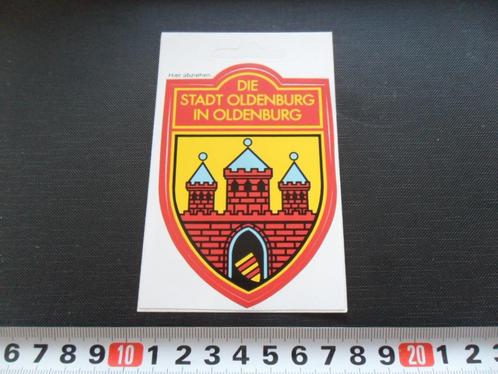 Hier abziehen
DIE
STADT OLDENBURG
IN OLDENBURG
6 7 8 9 10 1 2 3 4 5 6 7 8 9 20 1 2